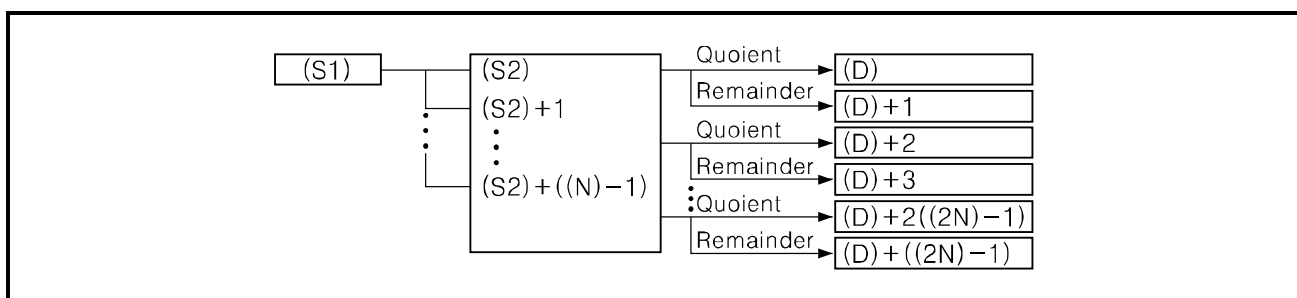 (S1)
(S2)
(S2)+1
(S2)+((N)-1)
Quoient
(D)
Remainder
(D)+1
Quoient
(D)+2
Remainder
(D)+3
Quoient
(D)+2((2N)-1)
Remainder
(D)+((2N)-1)